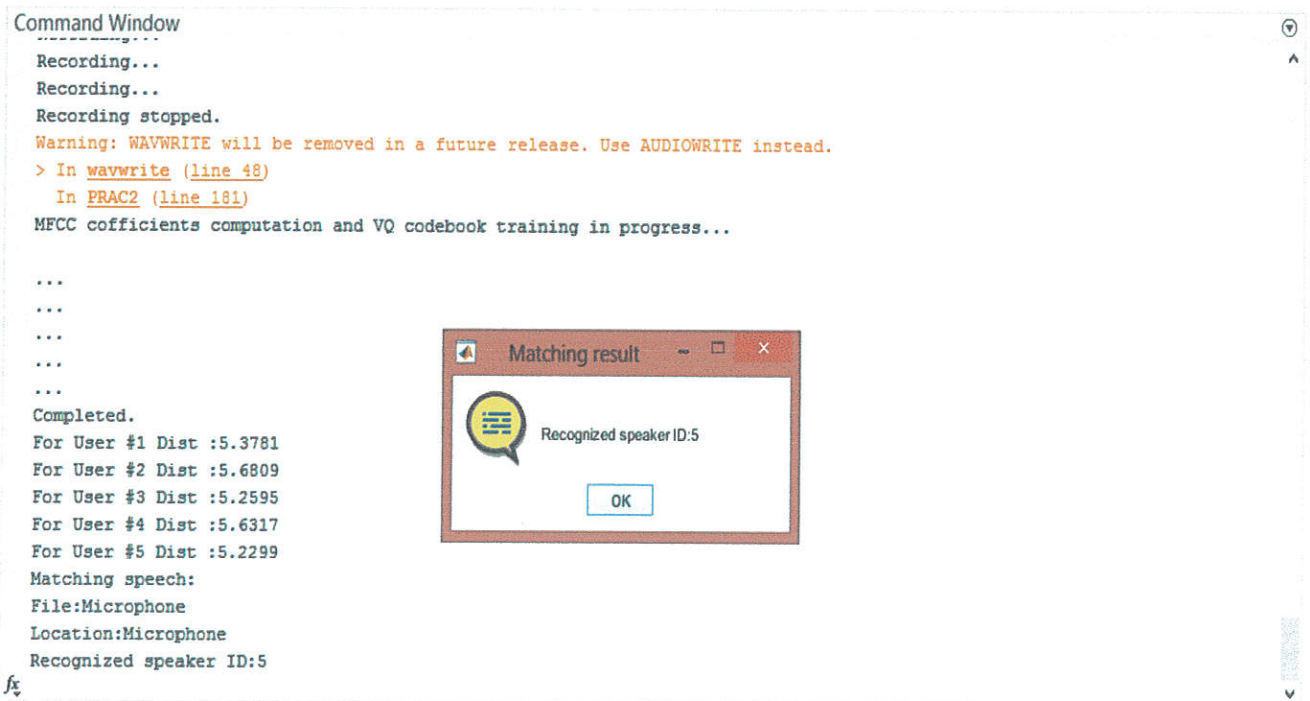 Command Window
Recording...
Recording...
Recording stopped.
Warning: WAVWRITE will be removed in a future release. Use AUDIOWRITE instead.
> In wavwrite (line 48)
In PRAC2 (line 181)
MFCC cofficients computation and VQ codebook training in progress...
...
...
...
...
...
Completed.
For User #1 Dist :5.3781
For User #2 Dist :5.6809
For User #3 Dist :5.2595
For User #4 Dist :5.6317
For User #5 Dist :5.2299
Matching speech:
File:Microphone
Location:Microphone
Recognized speaker ID:5
fx
Matching result
Recognized speaker ID:5
OK